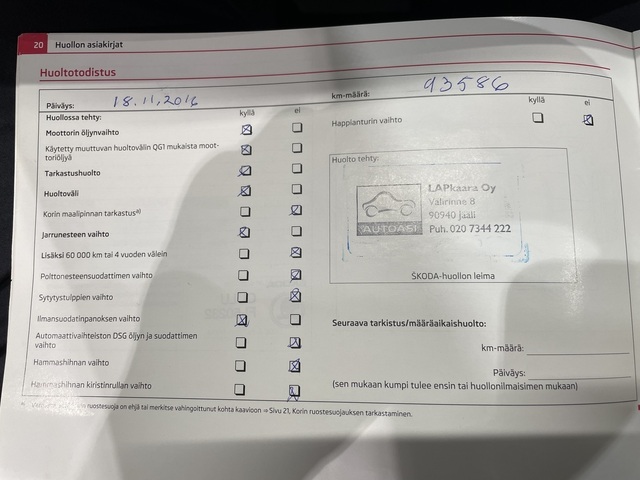 20 Huollon asiakirjat
Huoltotodistus
Päiväys: 18.11.2016
km-määrä: 93586
kyllä ei
Huollossa tehty:
Moottorin öljynvaihto
Käytetty muuttuvan huoltovälin QG1 mukaista moot-
toriöljyä
Tarkastushuolto
Huoltoväli
Korin maalipinnan tarkastus a)
Jarrunesteen vaihto
Lisäksi 60 000 km tai 4 vuoden välein
Polttonesteensuodattimen vaihto
Sytytystulppien vaihto
Ilmansuodatinpanoksen vaihto
Automaattivaihteiston DSG öljyn ja suodattimen
vaihto
Hammashihnan vaihto
Hammashihnan kiristinrullan vaihto
kyllä ei
Happianturin vaihto
Huolto tehty:
AUTOASI
LAPkaara Oy
Välirinne 8
90940 Jääli
Puh. 020 7344 222
ŠKODA-huollon leima
Seuraava tarkistus/määräaikaishuolto:
km-määrä:
Päiväys:
(sen mukaan kumpi tulee ensin tai huollonilmaisimen mukaan)
ruostesuoja on ehjä tai merkitse vahingoittunut kohta kaavioon ⇒ Sivu 21, Korin ruostesuojauksen tarkastaminen.